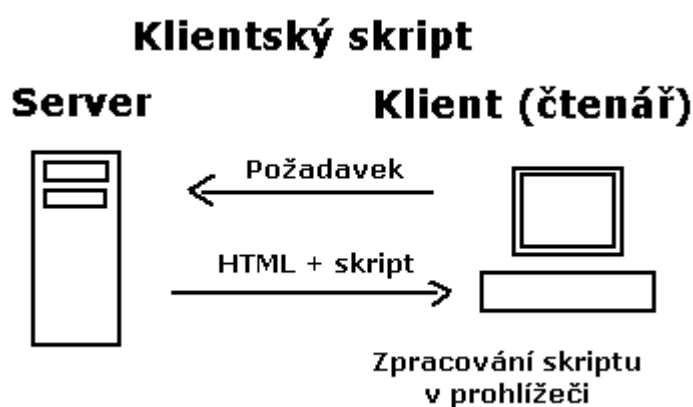 Klientský skript
Server
Klient (čtenář)
Požadavek
HTML + skript
Zpracování skriptu
v prohlížeči